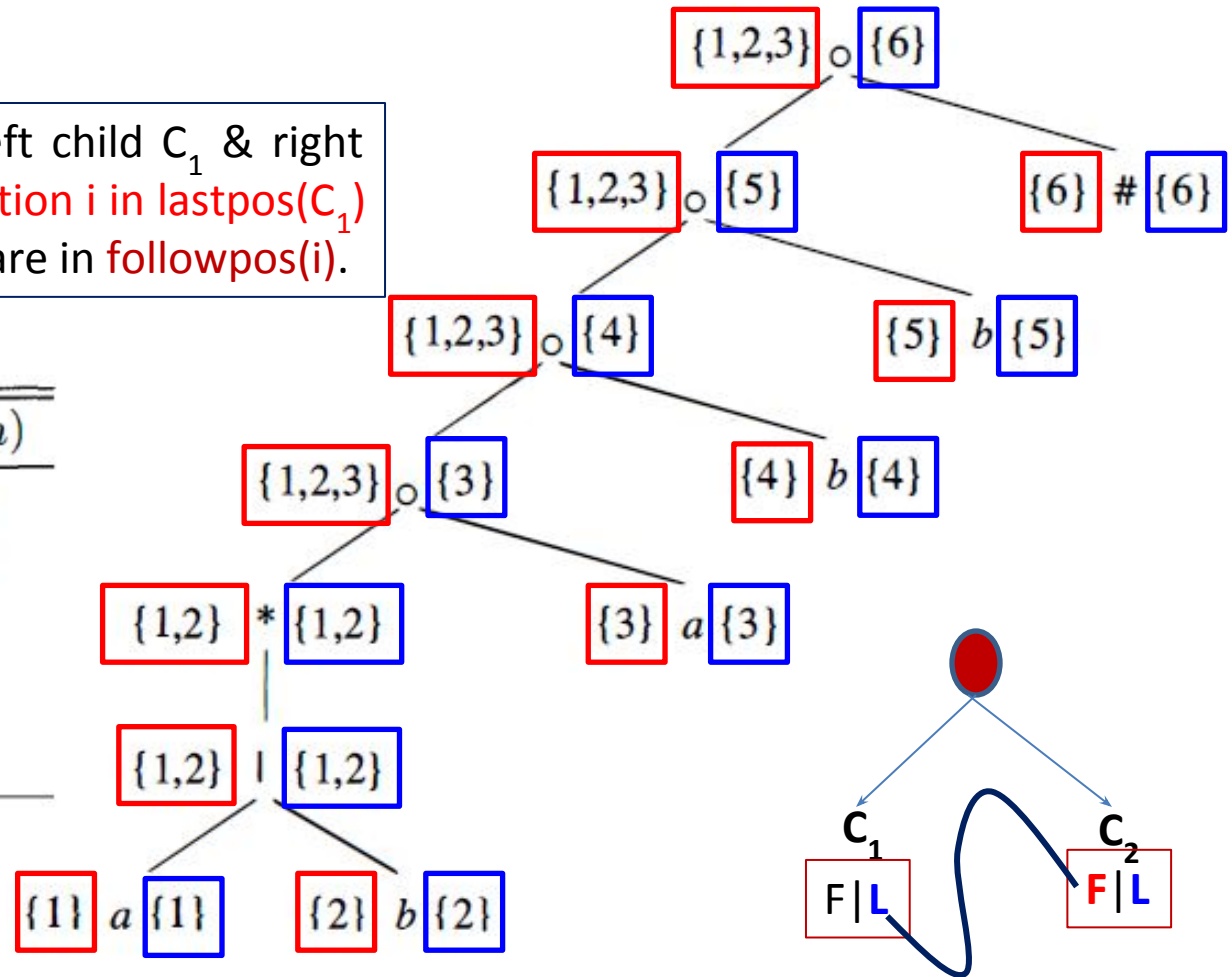 {1,2,3} ○ {6}
eft child C₁ & right
tion i in lastpos(C₁)
are in followpos(i).
{1,2,3} ○ {5} {6} # {6}
{1,2,3} ○ {4} {5} b {5}
)
{1,2,3} ○ {3} {4} b {4}
{1,2} * {1,2} {3} a {3}
{1,2} | {1,2}
C₁ C₂
F|L F|L
{1} a {1} {2} b {2}